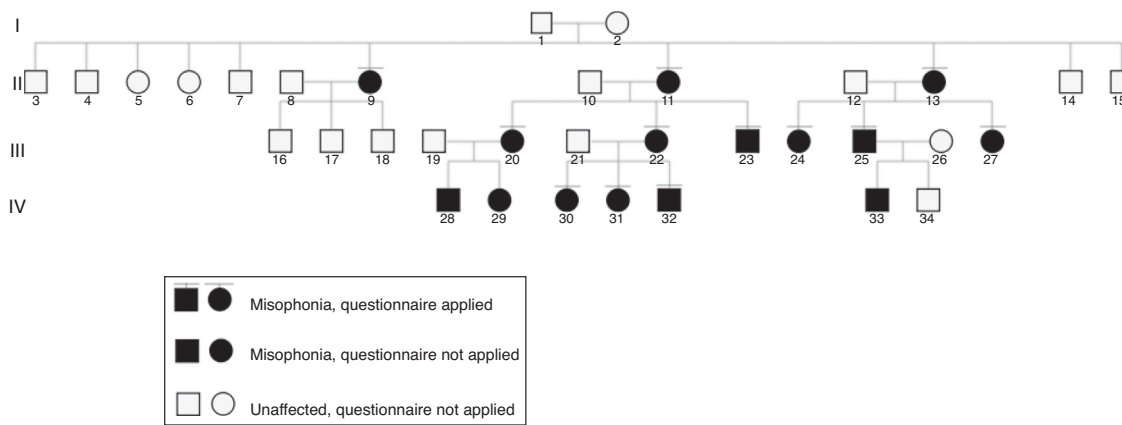 I
1 2
II
3 4 5 6 7 8 9 10 11 12 13 14 15
III
16 17 18 19 20 21 22 23 24 25 26 27
IV
28 29 30 31 32 33 34
Misophonia, questionnaire applied
Misophonia, questionnaire not applied
Unaffected, questionnaire not applied